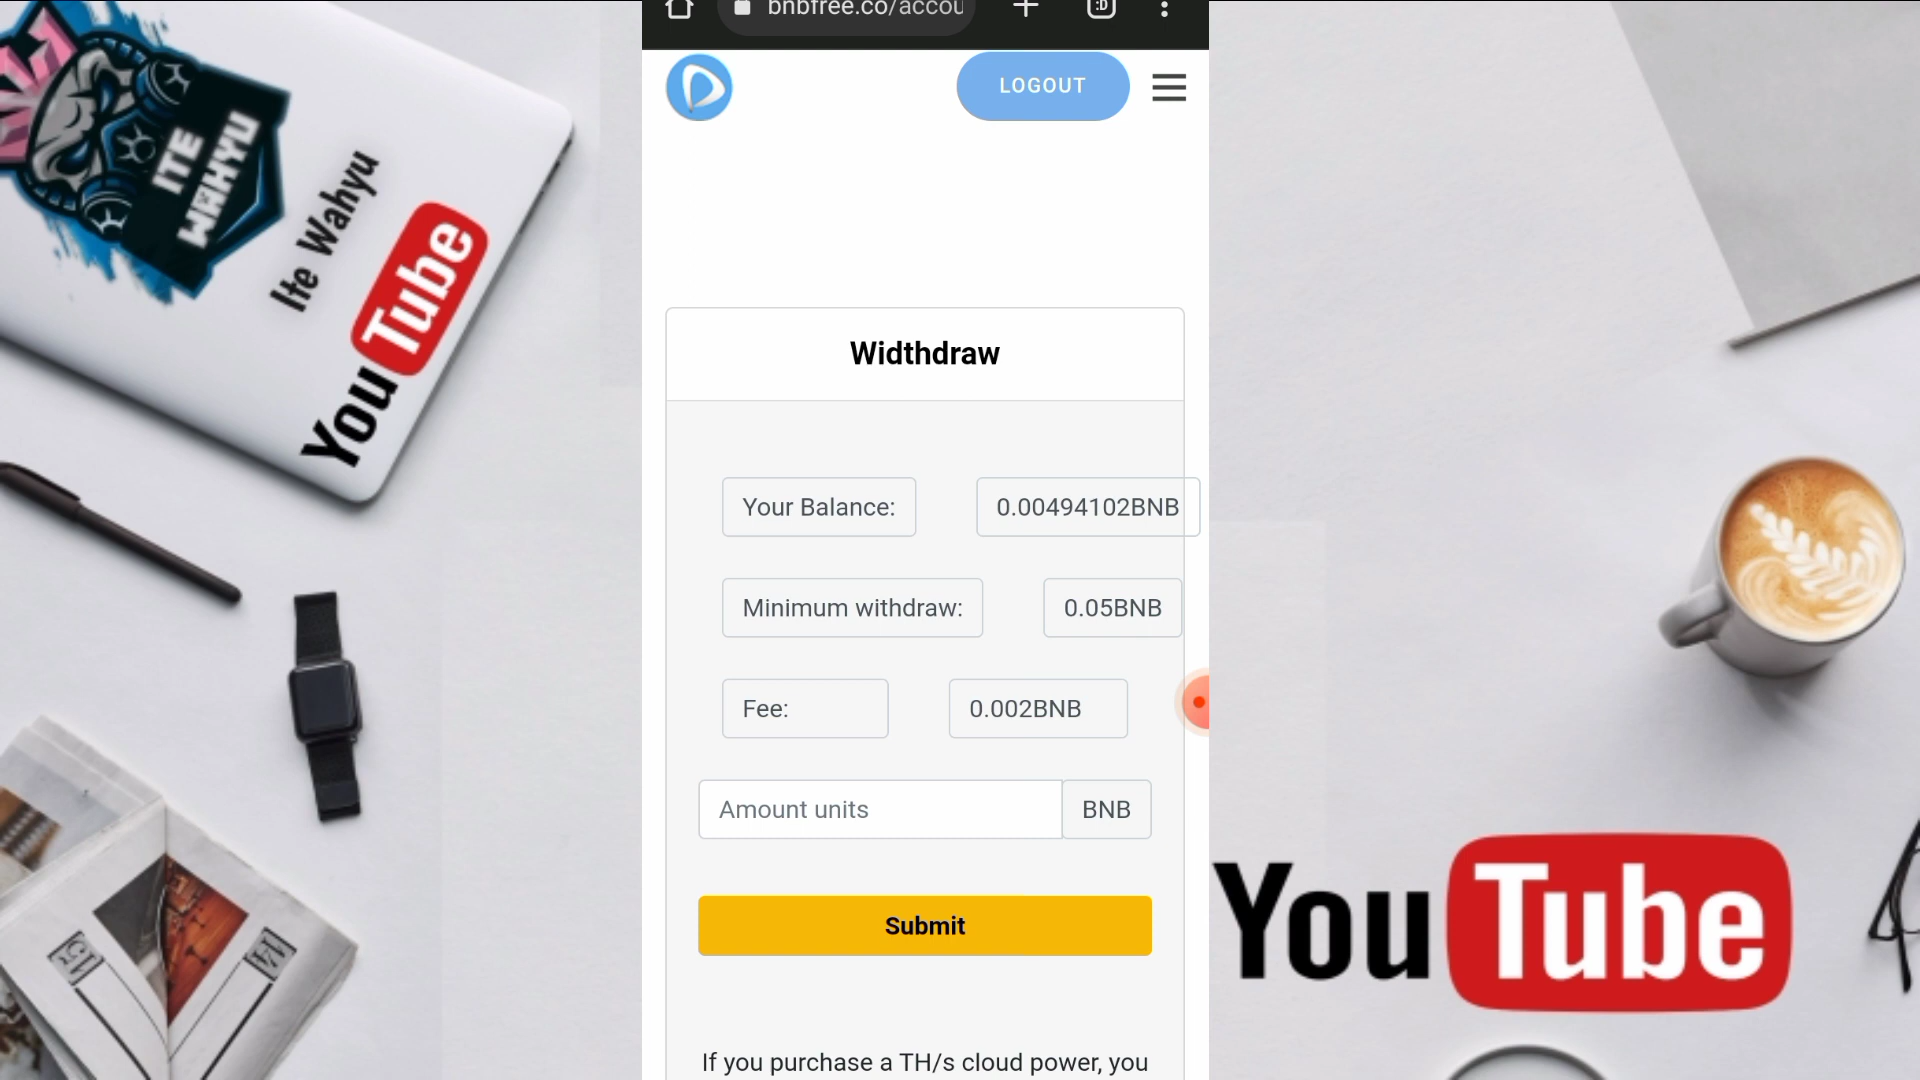 bnbfree.co/accou
:D
LOGOUT
ITE
WAHYU
Ite Wahyu
YouTube
Widthdraw
Your Balance:
0.00494102BNB
Minimum withdraw:
0.05BNB
Fee:
0.002BNB
Amount units
BNB
Submit
YouTube
If you purchase a TH/s cloud power, you